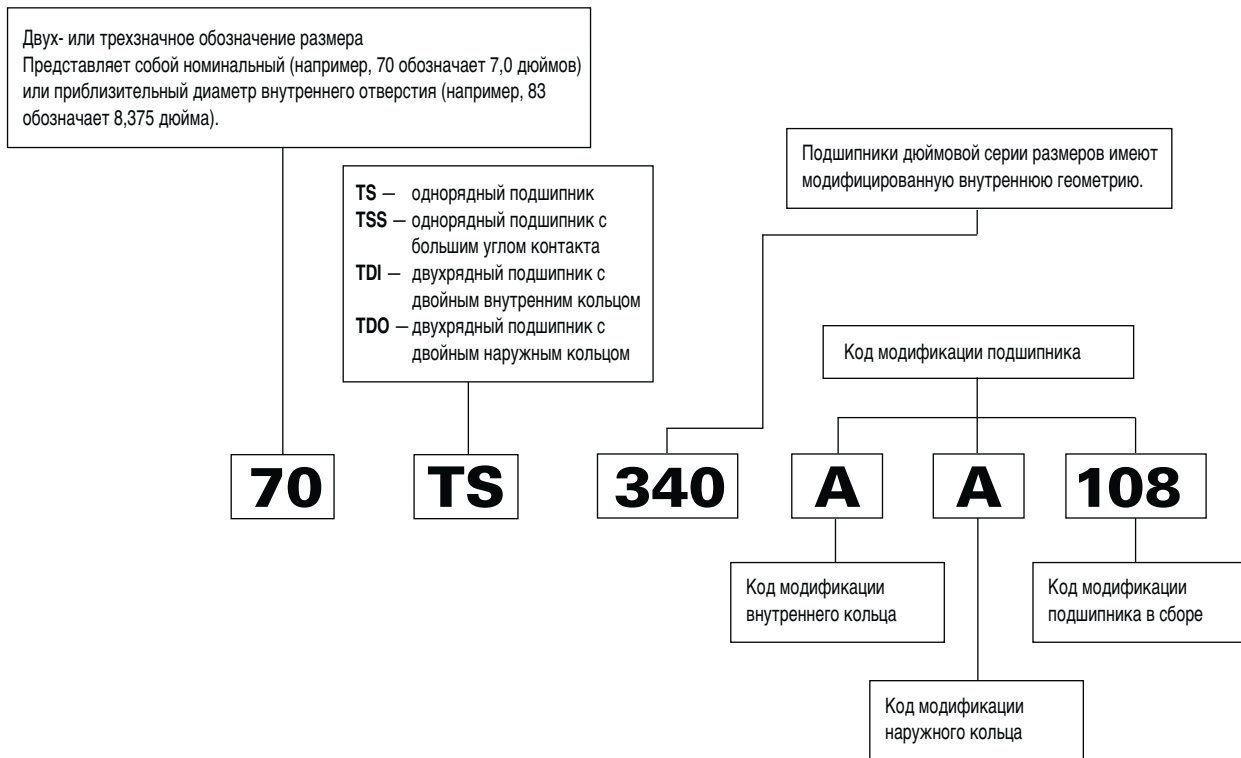 Двух- или трехзначное обозначение размера
Представляет собой номинальный (например, 70 обозначает 7,0 дюймов)
или приблизительный диаметр внутреннего отверстия (например, 83
обозначает 8,375 дюйма).
TS — однорядный подшипник
TSS — однорядный подшипник с
большим углом контакта
TDI — двухрядный подшипник с
двойным внутренним кольцом
TDO — двухрядный подшипник с
двойным наружным кольцом
Подшипники дюймовой серии размеров имеют
модифицированную внутреннюю геометрию.
Код модификации подшипника
70 TS 340 A A 108
Код модификации
внутреннего кольца
Код модификации
подшипника в сборе
Код модификации
наружного кольца